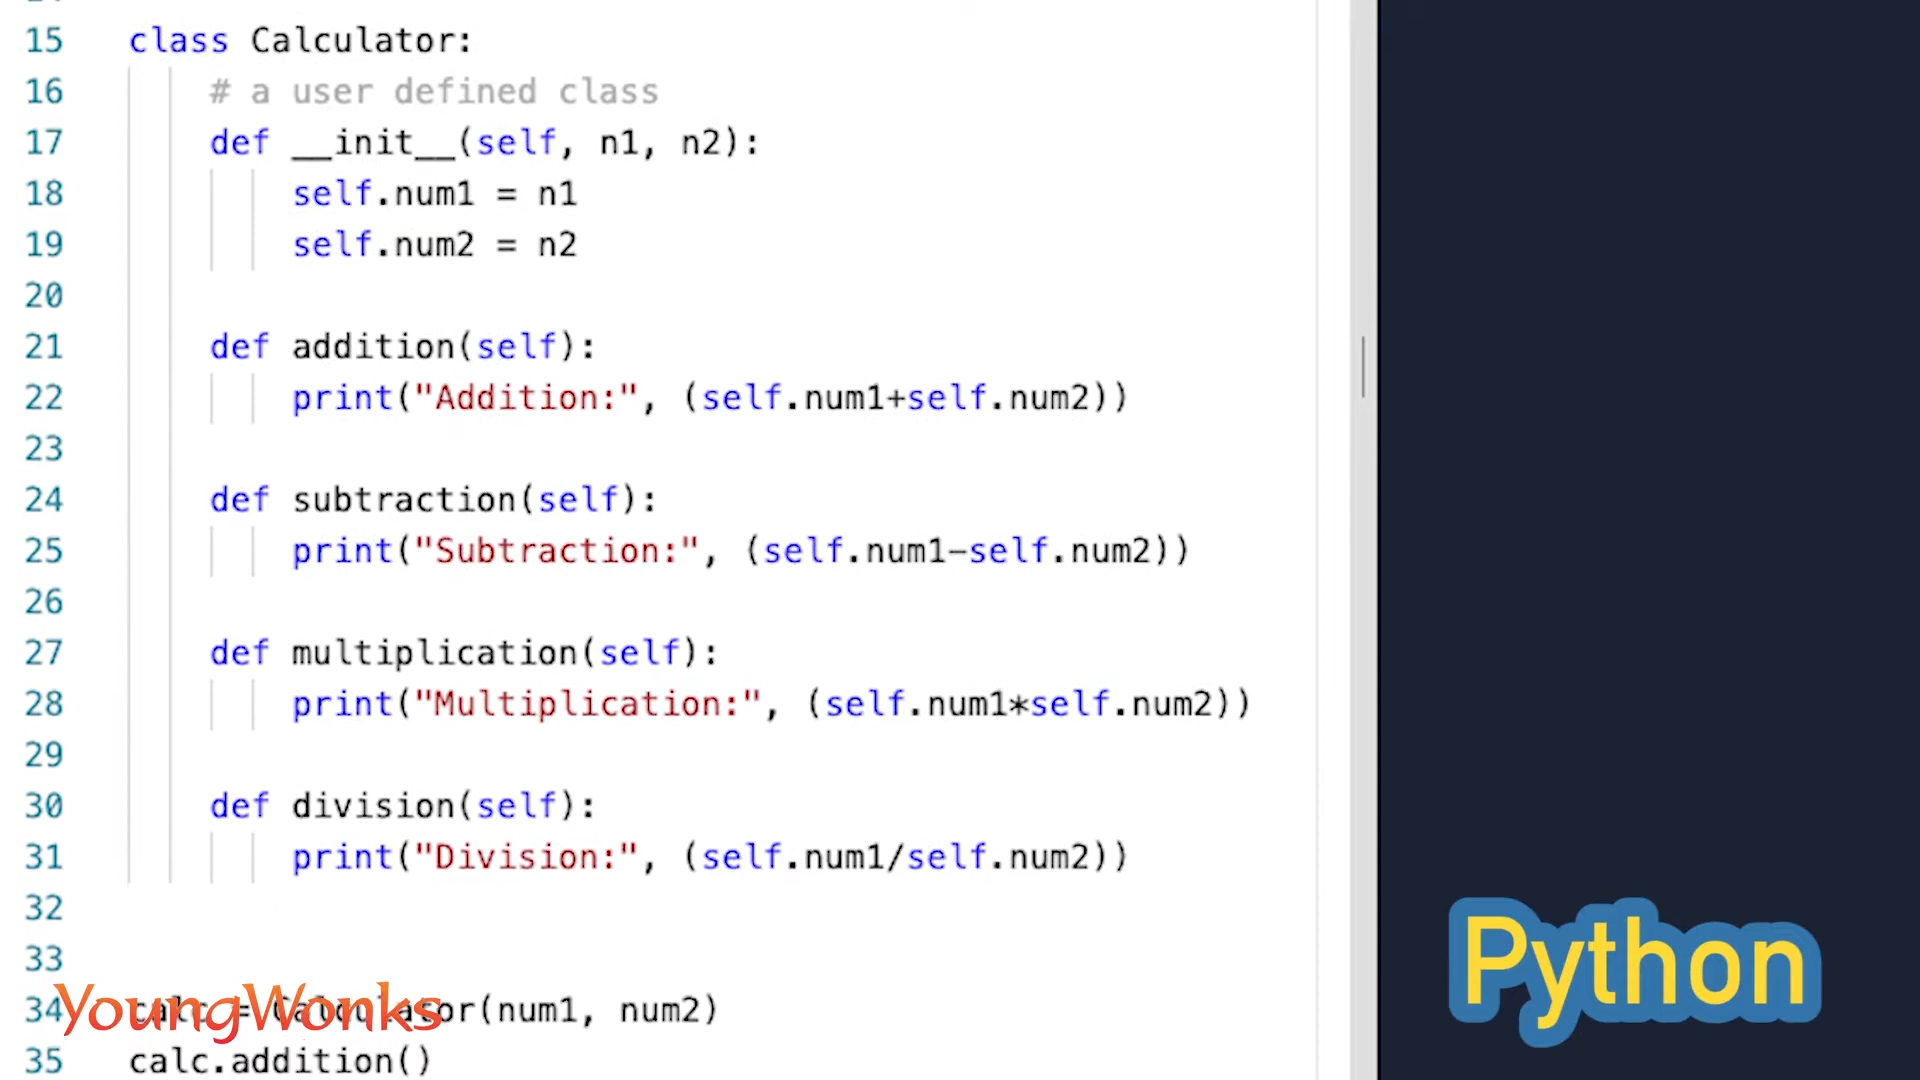 15 class Calculator:
16 # a user defined class
17 def __init__(self, n1, n2):
18 self.num1 = n1
19 self.num2 = n2
20
21 def addition(self):
22 print("Addition:", (self.num1+self.num2))
23
24 def subtraction(self):
25 print("Subtraction:", (self.num1-self.num2))
26
27 def multiplication(self):
28 print("Multiplication:", (self.num1*self.num2))
29
30 def division(self):
31 print("Division:", (self.num1/self.num2))
32
33
34 calc = Calculator(num1, num2)
35 calc.addition()
YoungWonks
Python